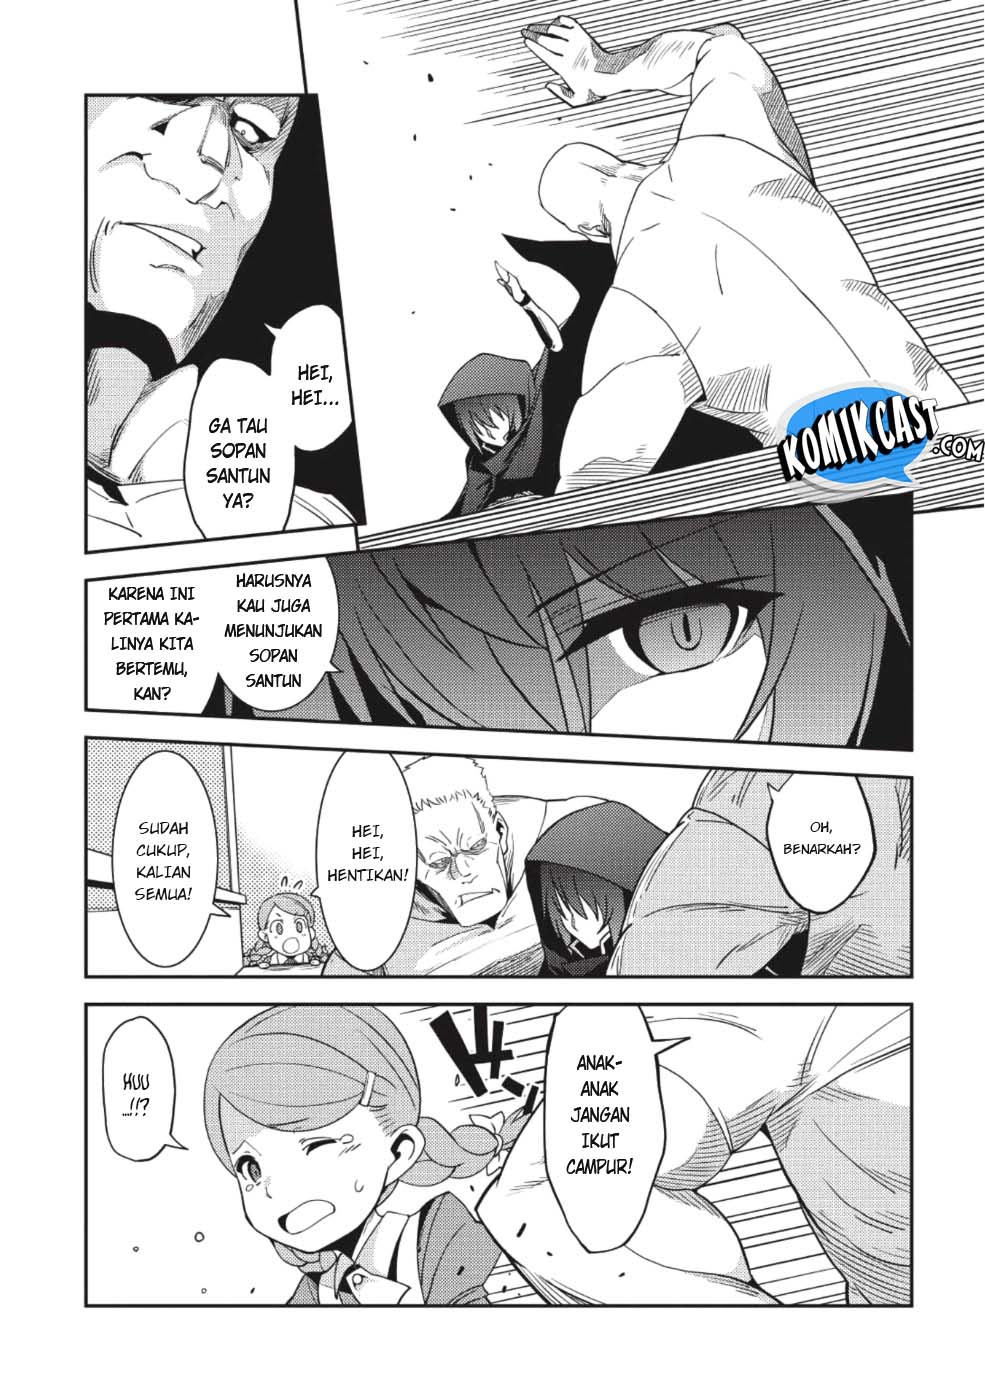 HEI,
HEI...
GA TAU
SOPAN
SANTUN
YA?
KOMIKCAST
.COM
HARUSNYA
KAU JUGA
MENUNJUKAN
SOPAN
SANTUN
KARENA INI
PERTAMA KA-
LINYA KITA
BERTEMU,
KAN?
OH,
BENARKAH?
HEI,
HEI,
HENTIKAN!
SUDAH
CUKUP,
KALIAN
SEMUA!
ANAK-
ANAK
JANGAN
IKUT
CAMPUR!
HUU
...!!?